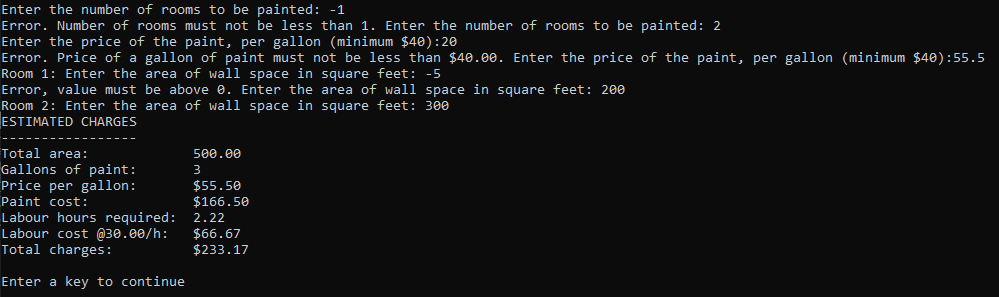 Enter the number of rooms to be painted: -1
Error. Number of rooms must not be less than 1. Enter the number of rooms to be painted: 2
Enter the price of the paint, per gallon (minimum $40):20
Error. Price of a gallon of paint must not be less than $40.00. Enter the price of the paint, per gallon (minimum $40):55.5
Room 1: Enter the area of wall space in square feet: -5
Error, value must be above 0. Enter the area of wall space in square feet: 200
Room 2: Enter the area of wall space in square feet: 300
ESTIMATED CHARGES
-----------------
Total area: 500.00
Gallons of paint: 3
Price per gallon: $55.50
Paint cost: $166.50
Labour hours required: 2.22
Labour cost @30.00/h: $66.67
Total charges: $233.17
Enter a key to continue